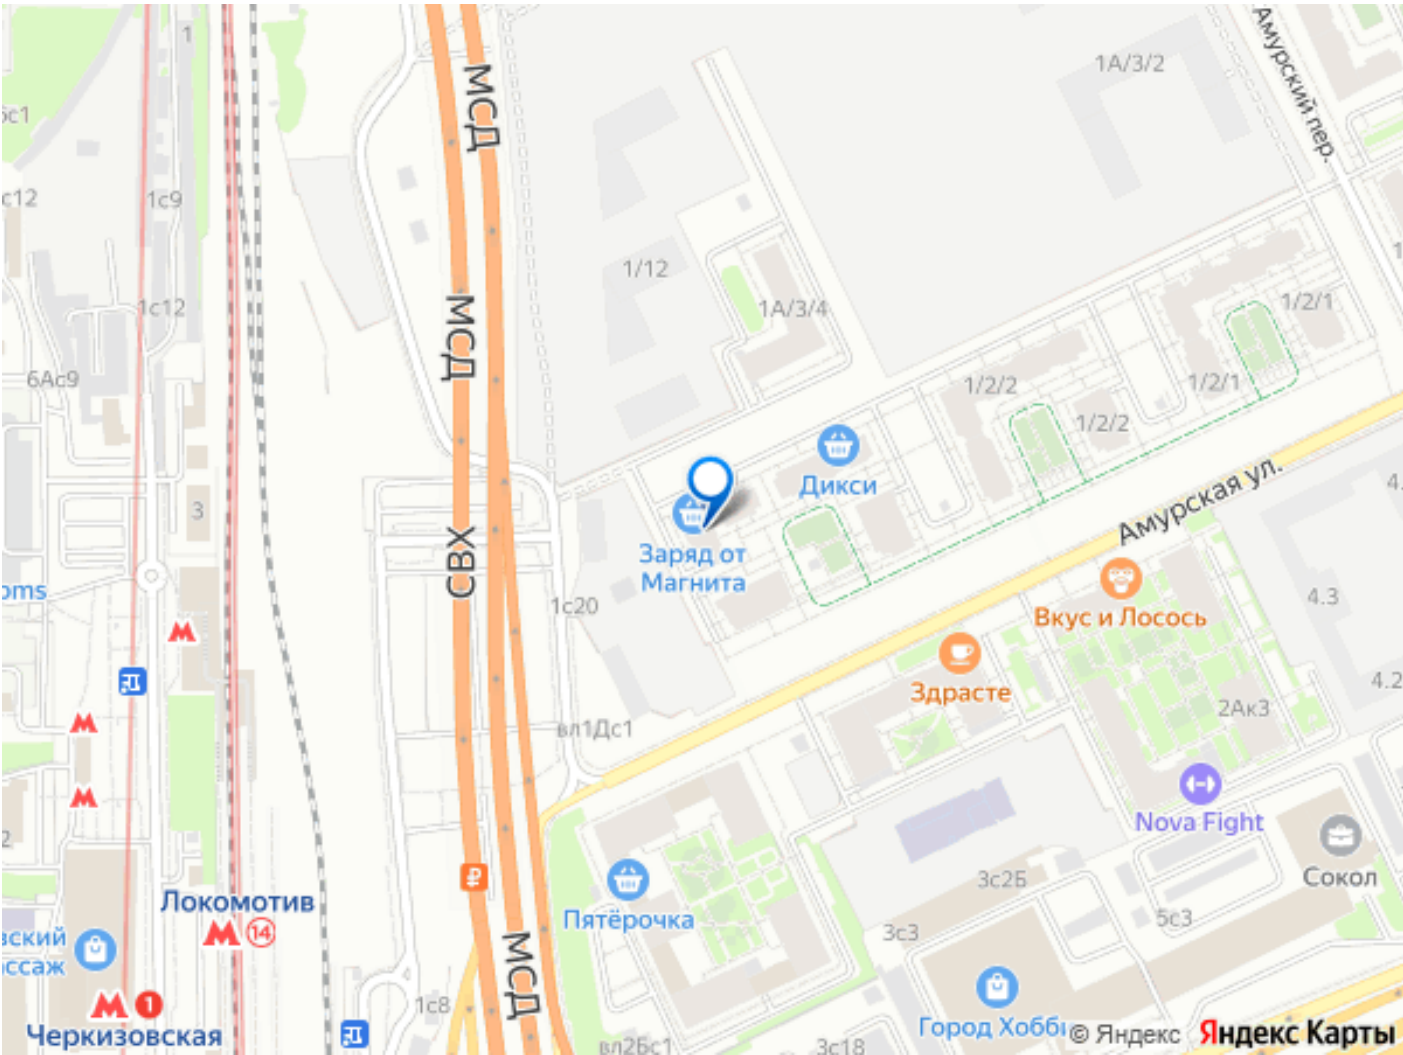 Амурский пер.
1
1А/3/2
МСД
с12
1с9
1/12
1А/3/4
1/2/1
1с12
МСД
6Ас9
1/2/2
1/2/1
1/2/2
Дикси
3
Амурская ул.
СВХ
Заряд от
Магнита
1с20
4.3
Вкус и Лосось
4.2
Здрасте
2Ак3
вл1Дс1
Nova Fight
3с2Б
Сокол
Локомотив
14
Пятёрочка
5с3
3с3
МСД
1
1с8
Черкизовская
Город Хобби
© Яндекс
Яндекс Карты
вл2Бс1
3с18